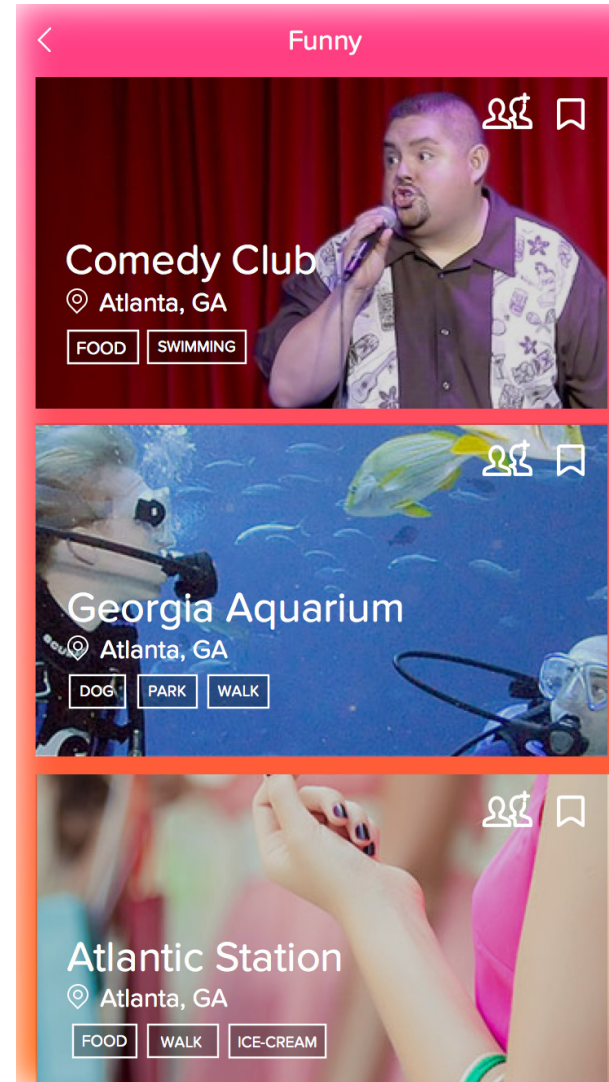 Funny
Comedy Club
Atlanta, GA
FOOD SWIMMING
Georgia Aquarium
Atlanta, GA
DOG PARK WALK
Atlantic Station
Atlanta, GA
FOOD WALK ICE-CREAM